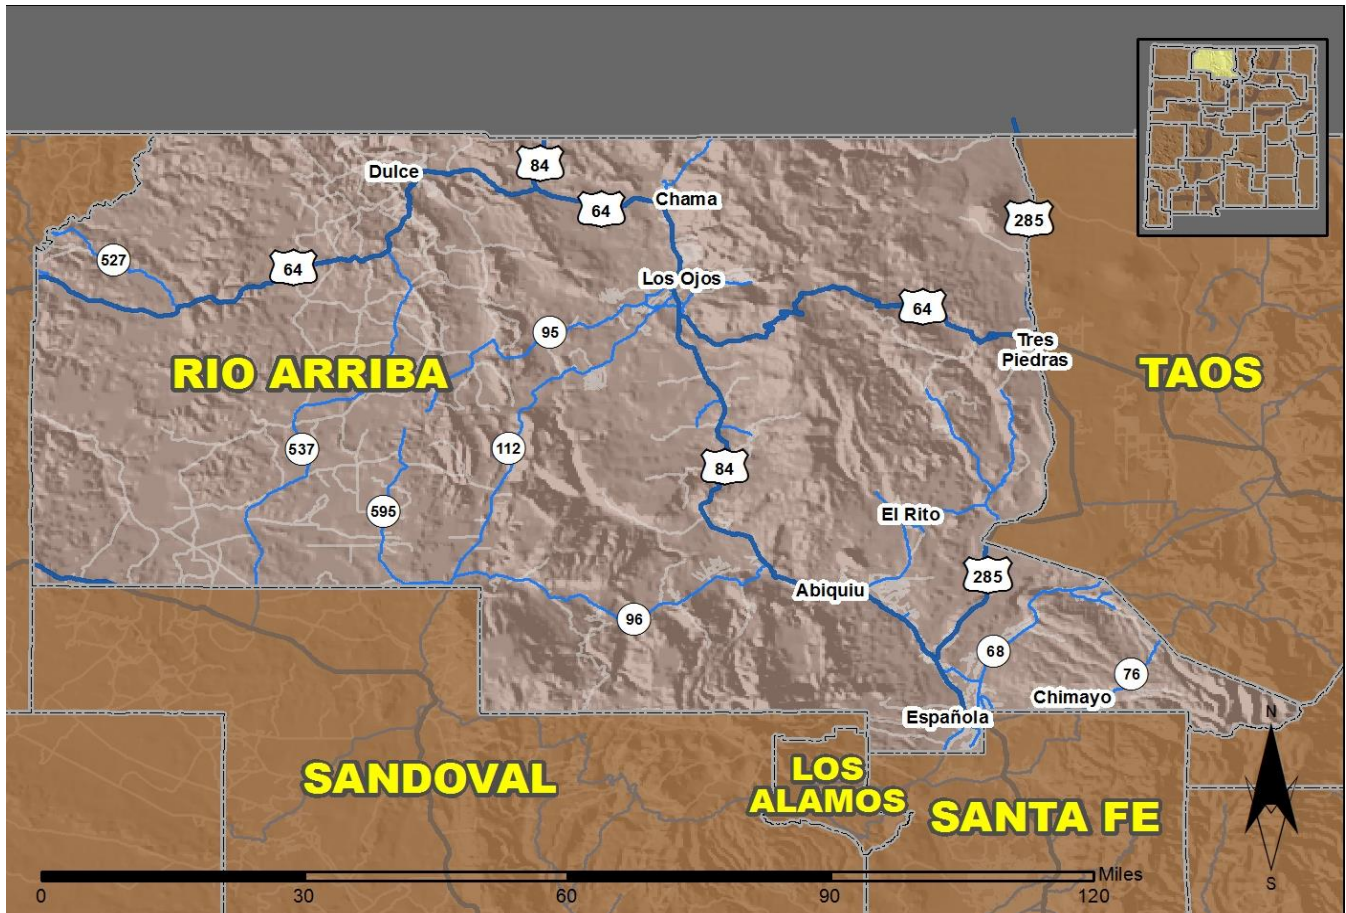 84
Dulce
Chama
64
285
527
64
Los Ojos
64
95
Tres
Piedras
RIO ARRIBA
TAOS
537
112
84
595
El Rito
285
Abiquiu
96
68
76
Chimayo
Española
N
SANDOVAL
LOS
ALAMOS
SANTA FE
Miles
0 30 60 90 120
S